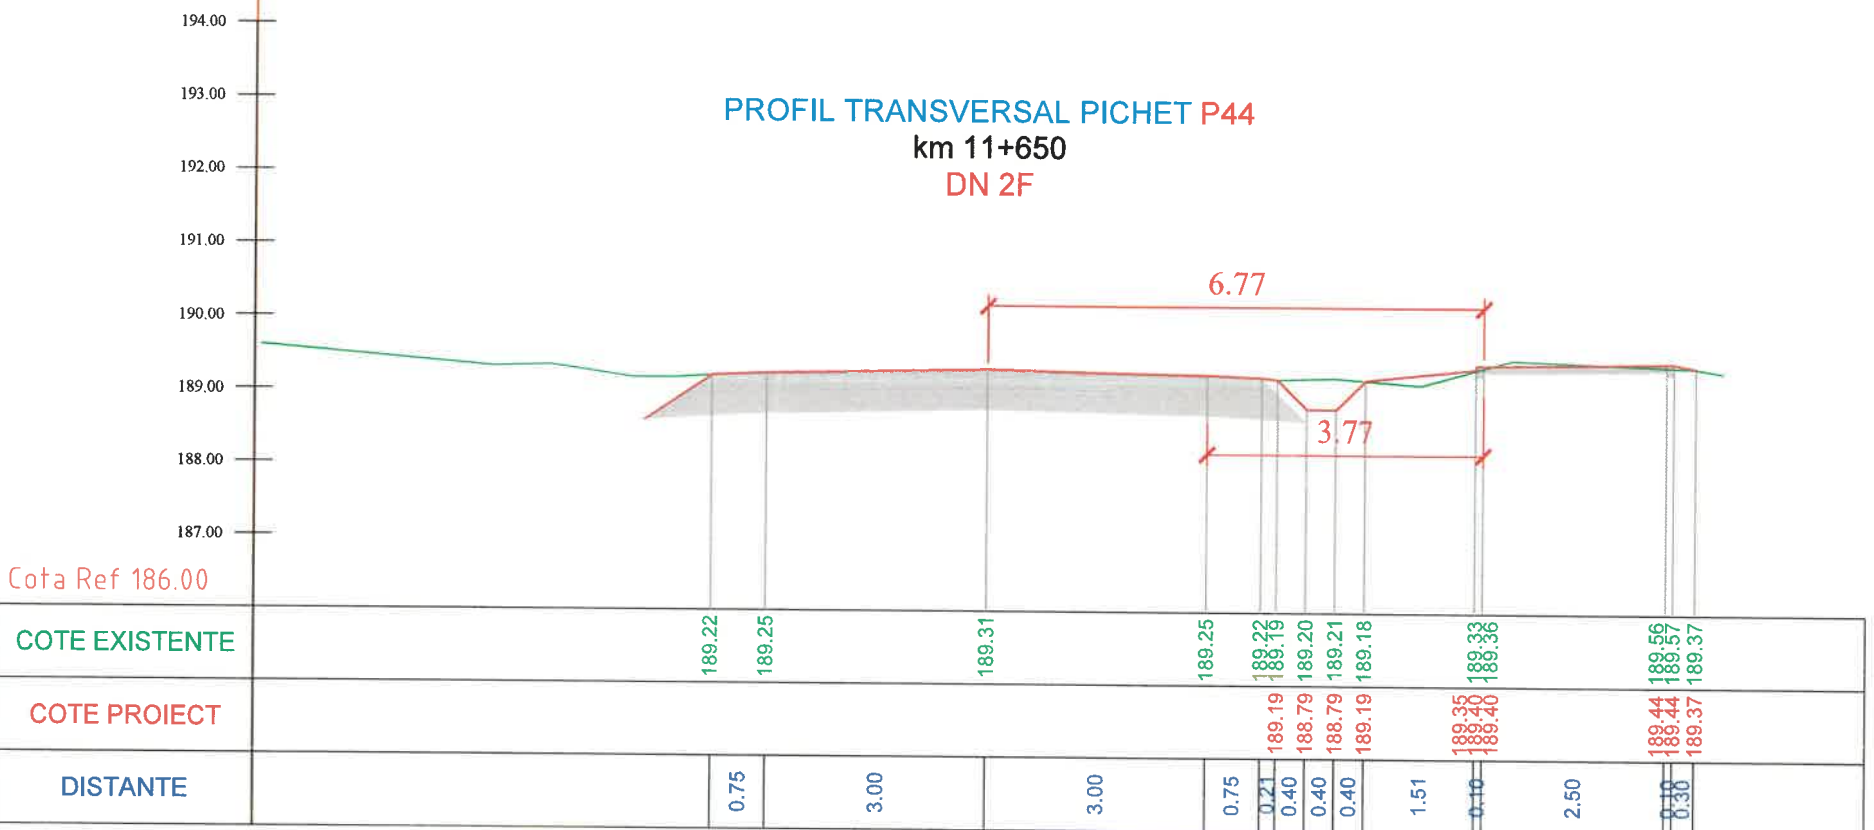 194.00
193.00
192.00
191.00
190.00
189.00
188.00
187.00
PROFIL TRANSVERSAL PICHET P44
km 11+650
DN 2F
6.77
3.77
Cota Ref 186.00
COTE EXISTENTE 189.22 189.25 189.31 189.25 189.22 189.19 189.20 189.21 189.18 189.33 189.36 189.56 189.57 189.37
COTE PROIECT 189.19 188.79 188.79 189.19 189.35 189.40 189.40 189.44 189.44 189.37
DISTANTE 0.75 3.00 3.00 0.75 0.21 0.40 0.40 0.40 1.51 0.10 2.50 0.10 0.30